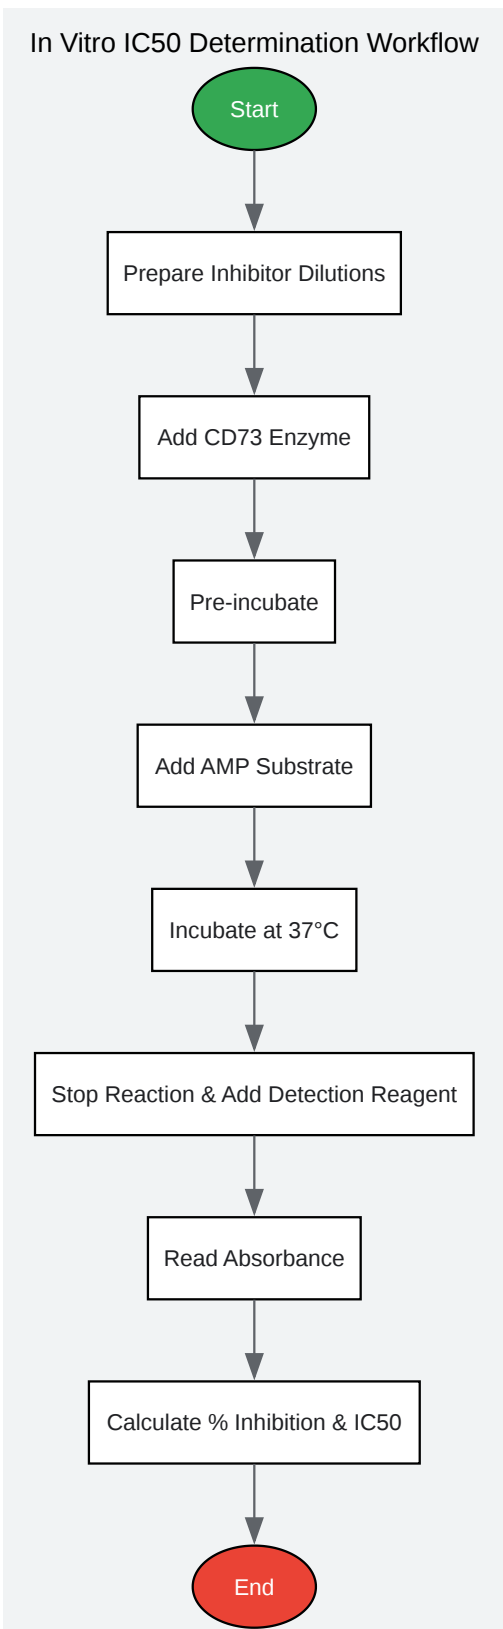 In Vitro IC50 Determination Workflow
Start
Prepare Inhibitor Dilutions
Add CD73 Enzyme
Pre-incubate
Add AMP Substrate
Incubate at 37°C
Stop Reaction & Add Detection Reagent
Read Absorbance
Calculate % Inhibition & IC50
End